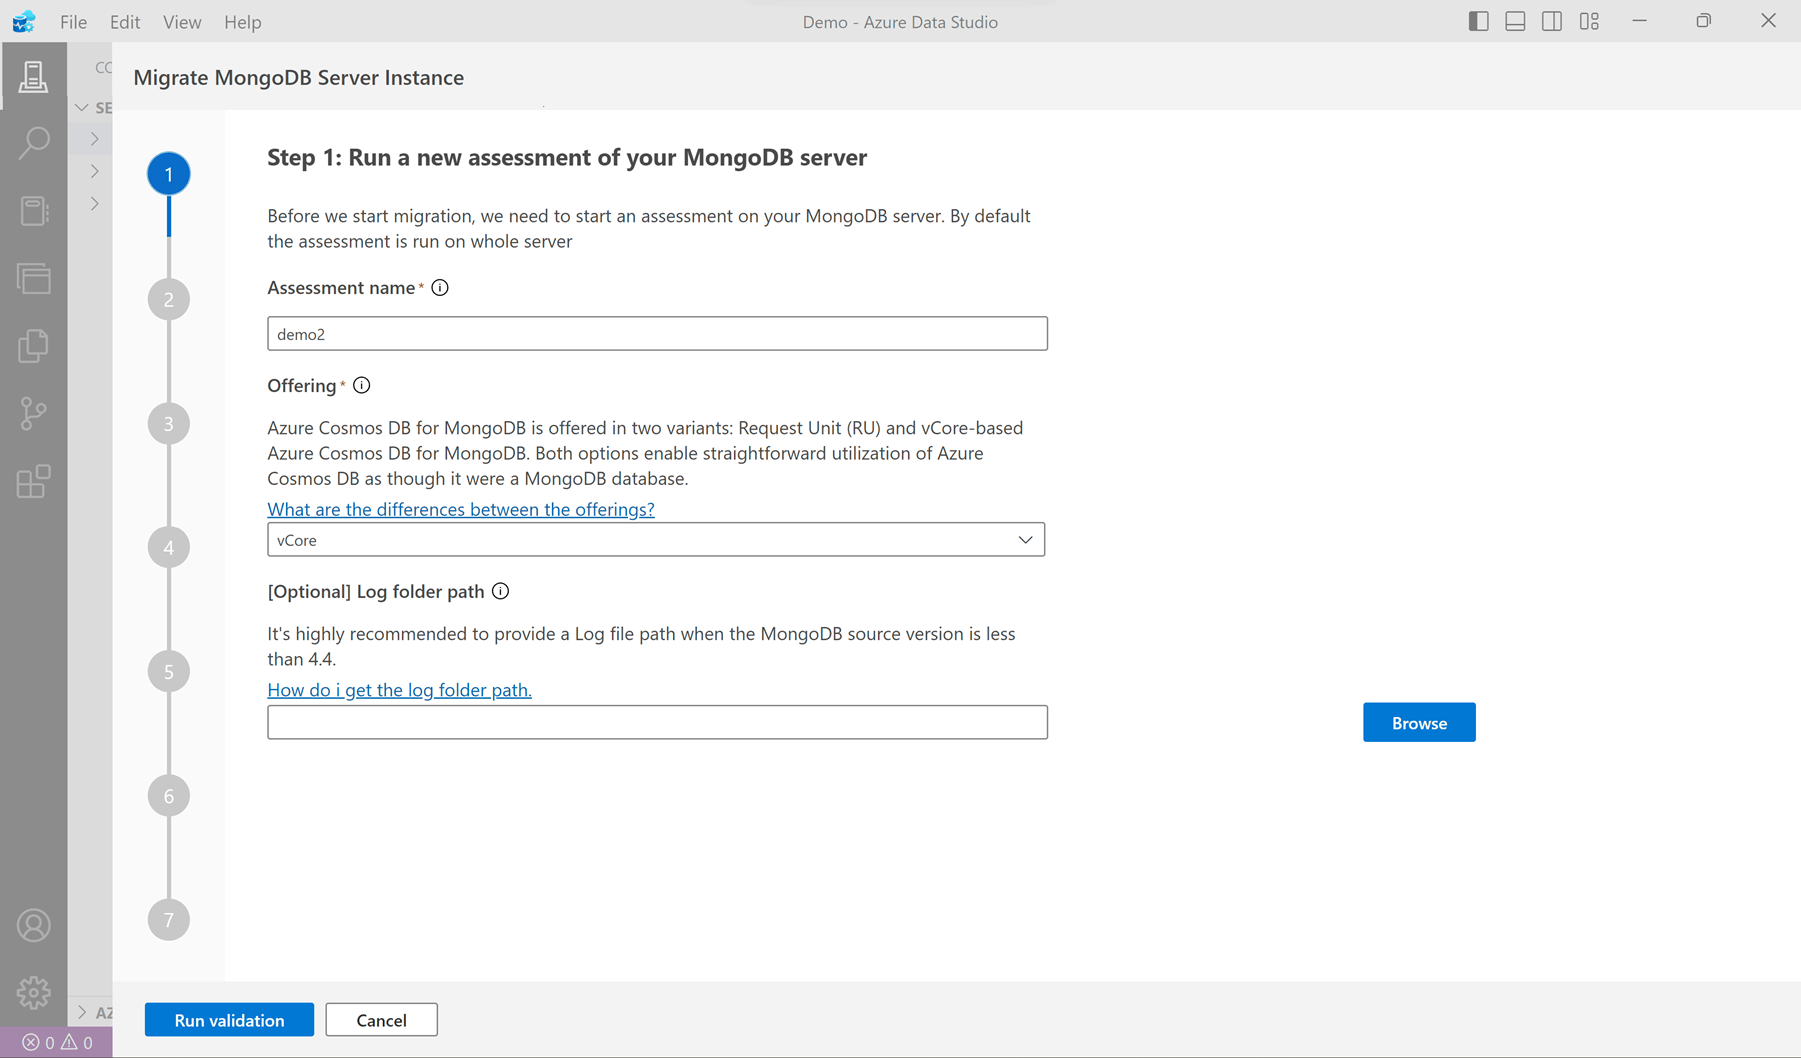 File Edit View Help
Demo - Azure Data Studio
CO
Migrate MongoDB Server Instance
SE
1
Step 1: Run a new assessment of your MongoDB server
Before we start migration, we need to start an assessment on your MongoDB server. By default
the assessment is run on whole server
Assessment name *
2
demo2
Offering *
3
Azure Cosmos DB for MongoDB is offered in two variants: Request Unit (RU) and vCore-based
Azure Cosmos DB for MongoDB. Both options enable straightforward utilization of Azure
Cosmos DB as though it were a MongoDB database.
What are the differences between the offerings?
vCore
4
[Optional] Log folder path
It's highly recommended to provide a Log file path when the MongoDB source version is less
than 4.4.
5
How do i get the log folder path.
Browse
6
7
AZ
Run validation
Cancel
0 0